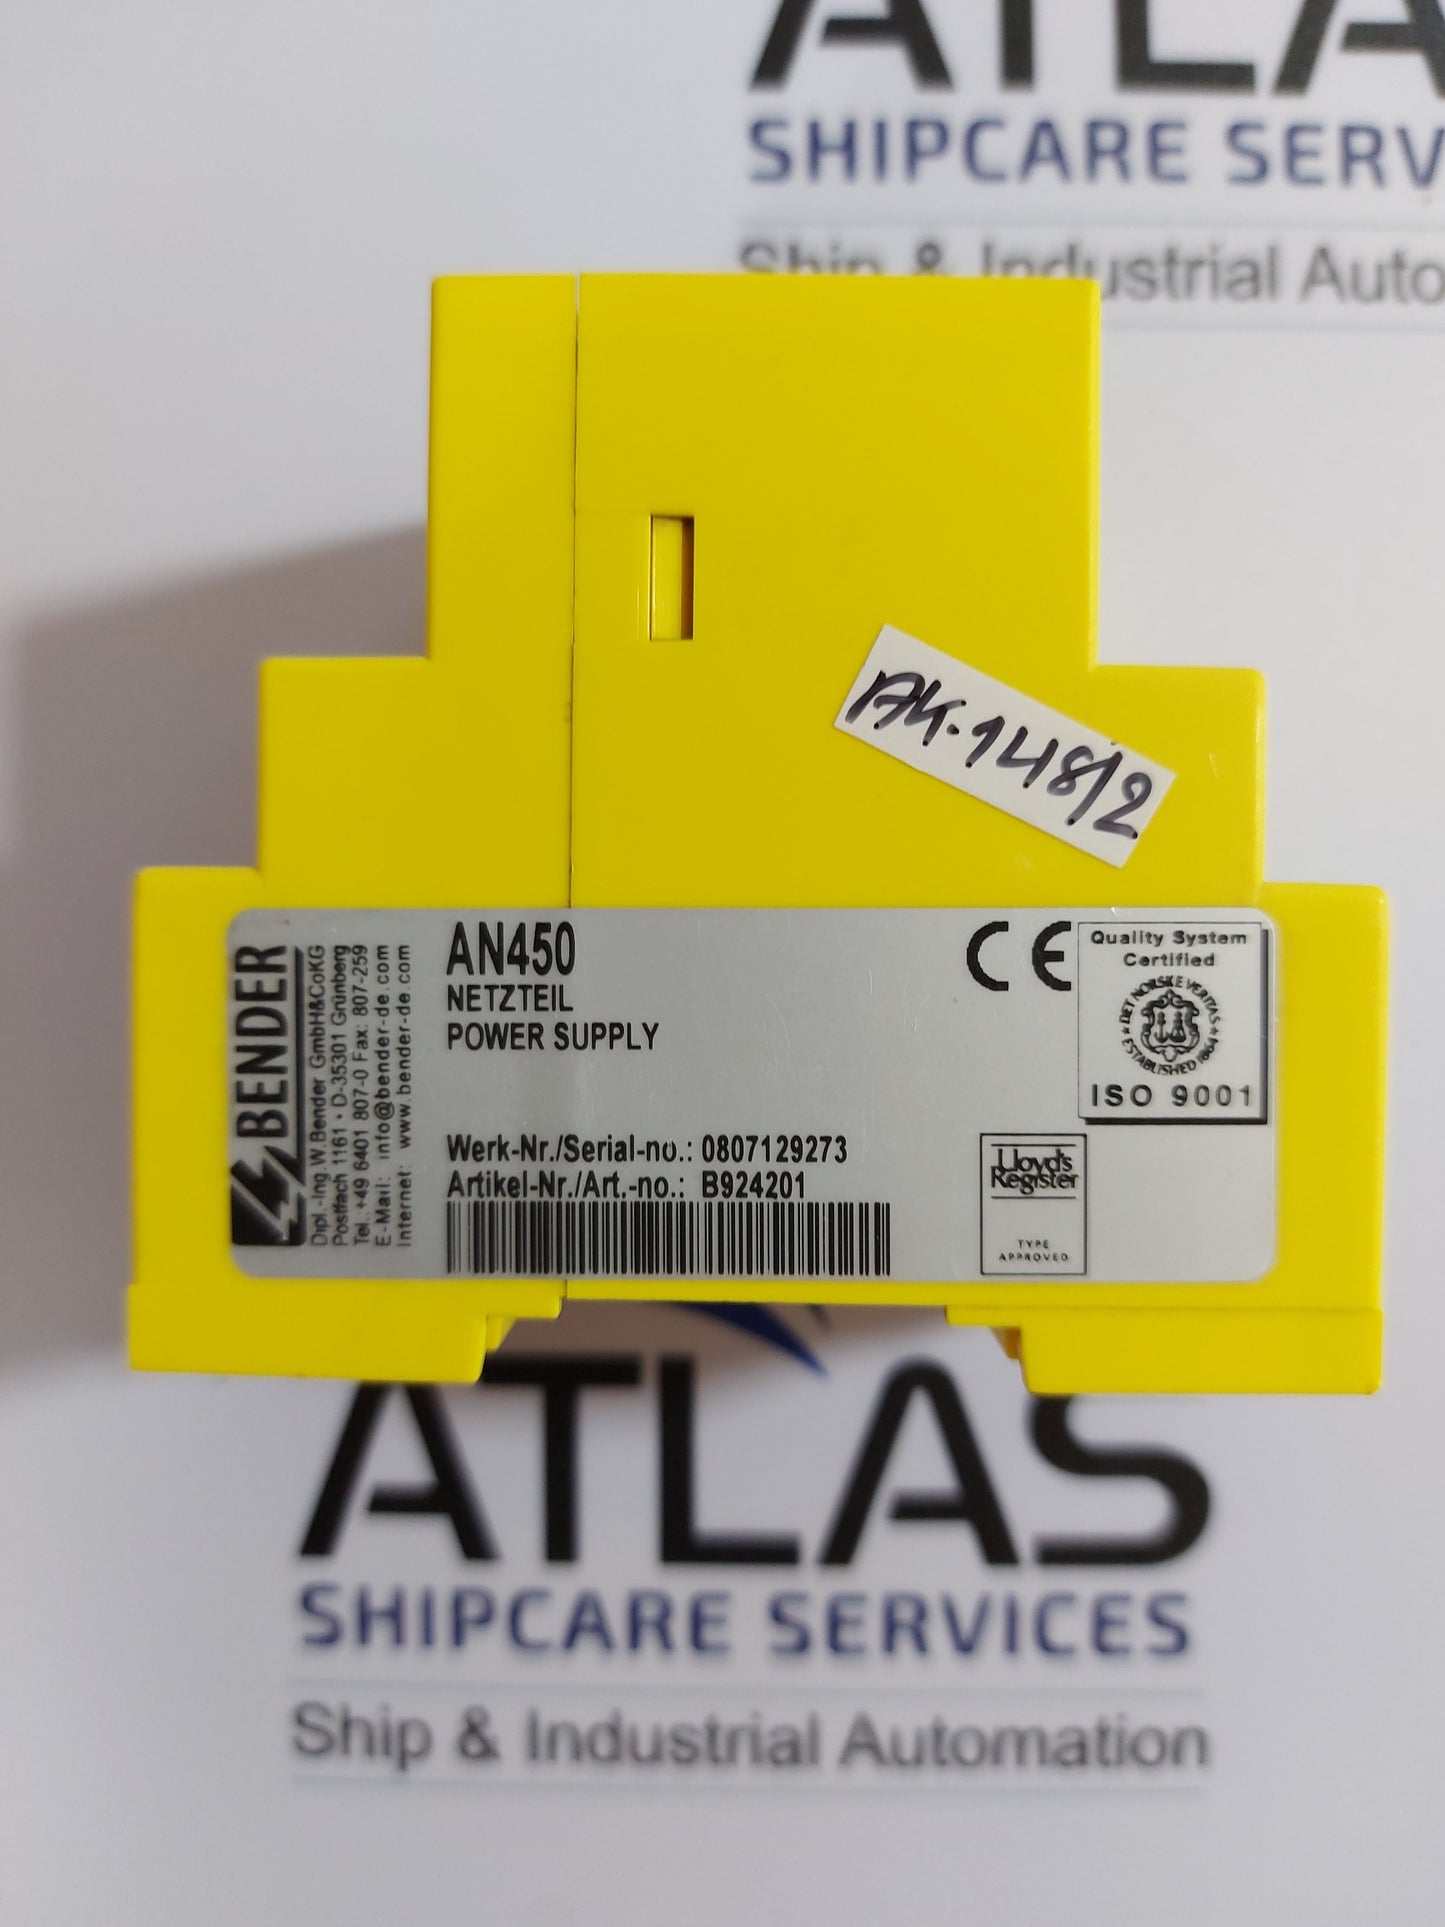 ATLA
SHIPCARE SERV
Ship & Industrial Auto
AK-148/2
BENDER
Dipl.-Ing.W.Bender GmbH&CoKG
Postfach 1161 • D-35301 Grünberg
Tel.:+49 6401 807-0 Fax: 807-259
E-Mail: info@bender-de.com
Internet: www.bender-de.com
AN450
NETZTEIL
POWER SUPPLY
Werk-Nr./Serial-no.: 0807129273
Artikel-Nr./Art.-no.: B924201
CE
Quality System
Certified
★ DET NORSKE VERITAS ★
ESTABLISHED 1864
ISO 9001
Lloyd's
Register
TYPE
APPROVED
ATLAS
SHIPCARE SERVICES
Ship & Industrial Automation